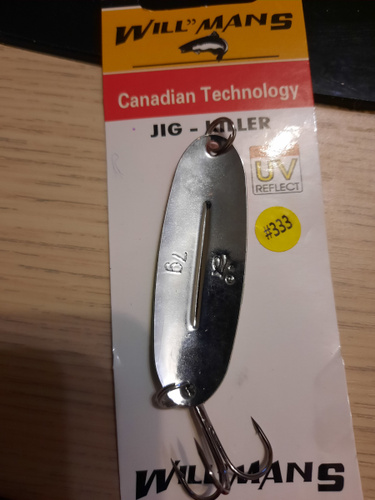 WILL"MANS
Canadian Technology
JIG - KILLER
UV
REFLECT
#333
7g
WILL"MANS